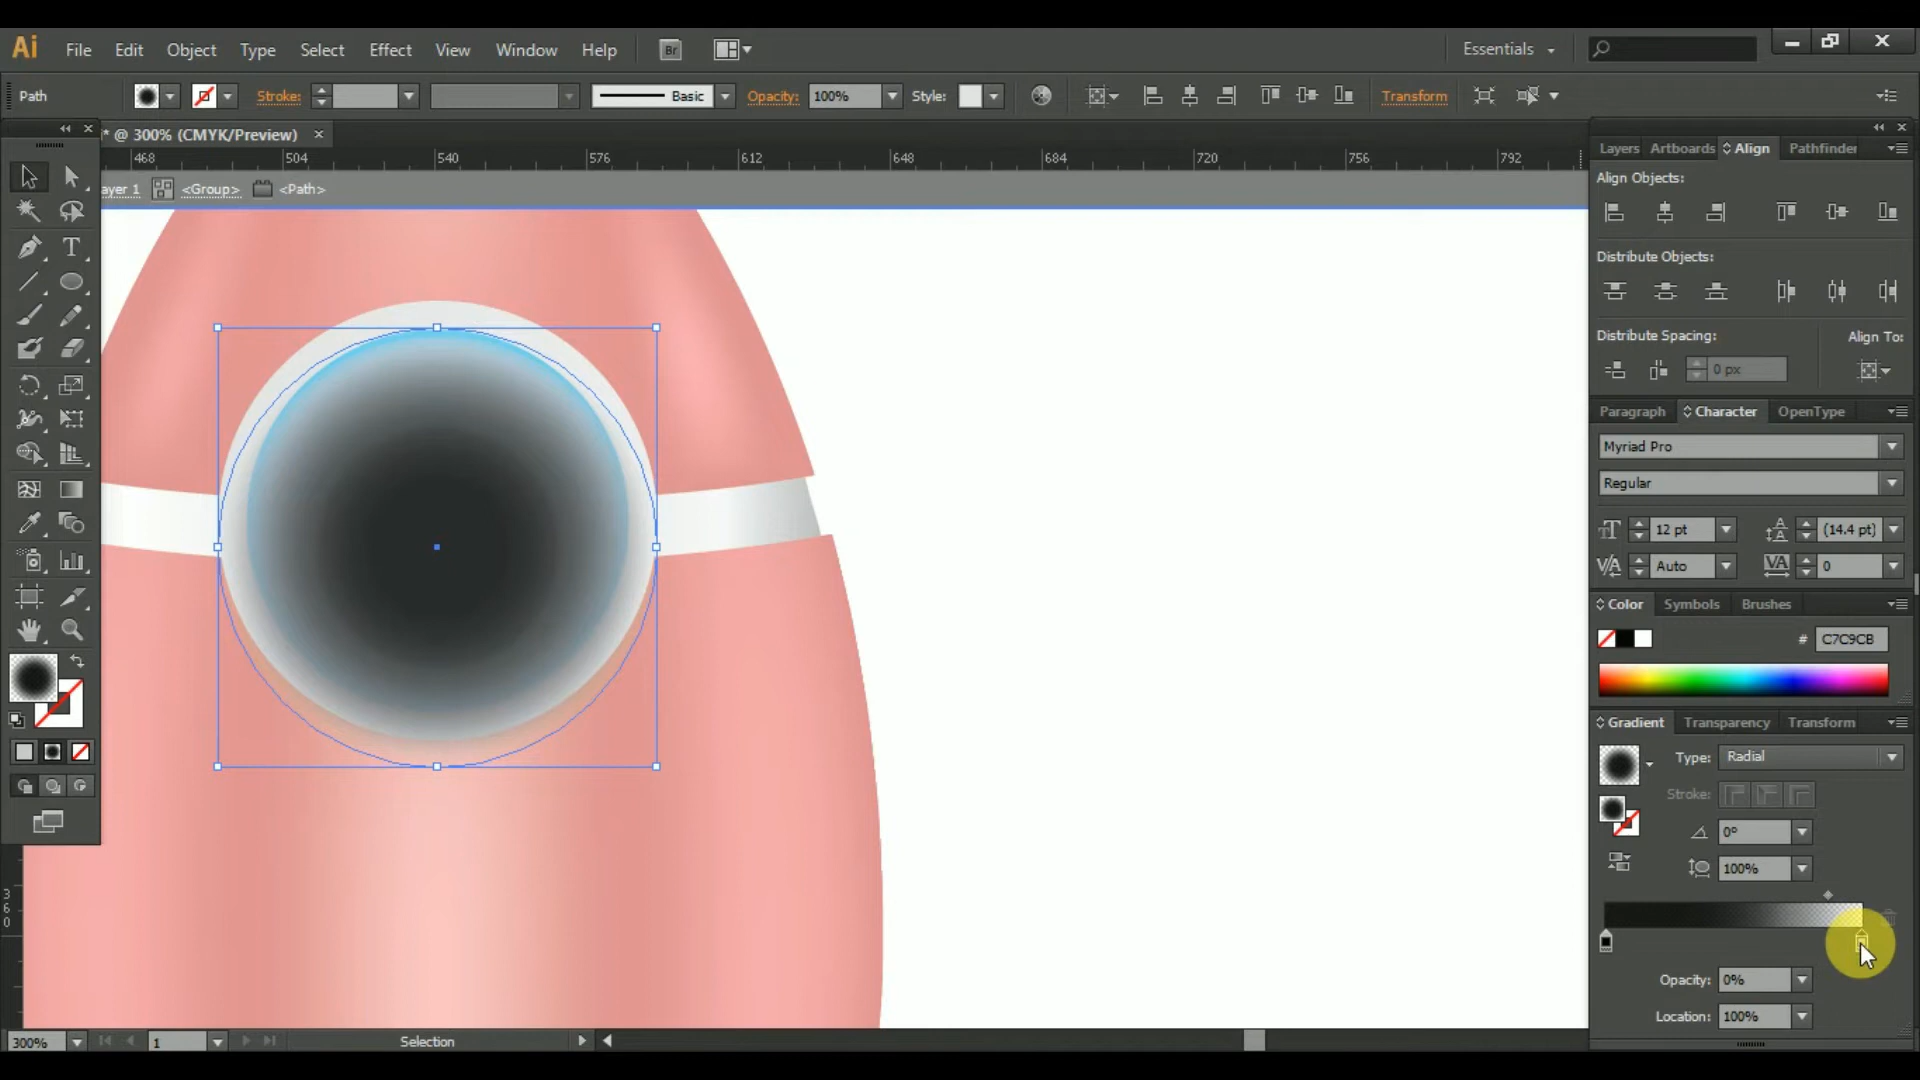 Ai File Edit Object Type Select Effect View Window Help Br Essentials
Path Stroke: Basic Opacity: 100% Style: Transform
* @ 300% (CMYK/Preview)
468 504 540 576 612 648 684 720 756 792
ayer 1 <Group> <Path>
Layers Artboards Align Pathfinder
Align Objects:
Distribute Objects:
Distribute Spacing: Align To:
0 px
Paragraph Character OpenType
Myriad Pro
Regular
12 pt (14.4 pt)
Auto 0
Color Symbols Brushes
# C7C9CB
Gradient Transparency Transform
Type: Radial
Stroke:
0°
100%
Opacity: 0%
Location: 100%
360
300% 1 Selection